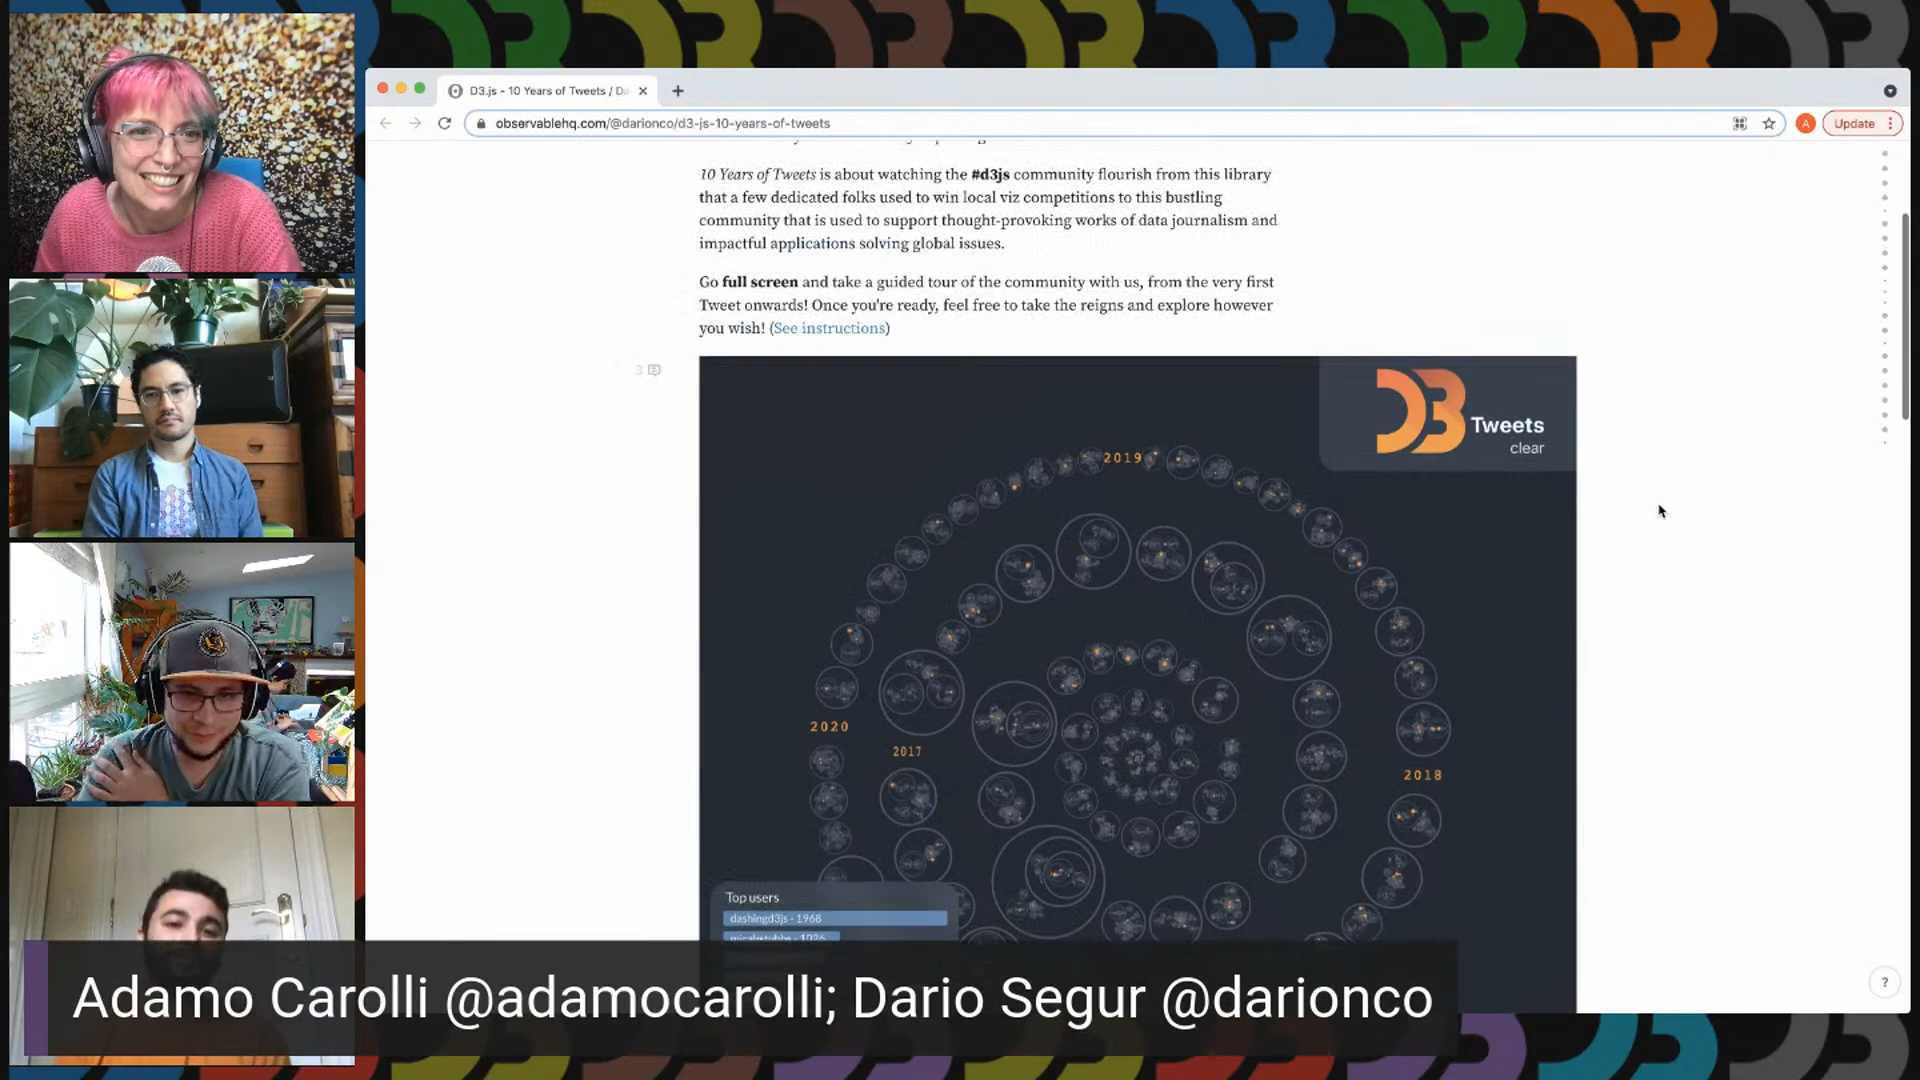 D3.js - 10 Years of Tweets / Da
observablehq.com/@darionco/d3-js-10-years-of-tweets
A
Update
10 Years of Tweets is about watching the #d3js community flourish from this library
that a few dedicated folks used to win local viz competitions to this bustling
community that is used to support thought-provoking works of data journalism and
impactful applications solving global issues.
Go full screen and take a guided tour of the community with us, from the very first
Tweet onwards! Once you're ready, feel free to take the reigns and explore however
you wish! (See instructions)
3
D3 Tweets
clear
2019
2020
2017
2018
Top users
dashingd3js - 1968
micahstubbs - 1026
?
Adamo Carolli @adamocarolli; Dario Segur @darionco